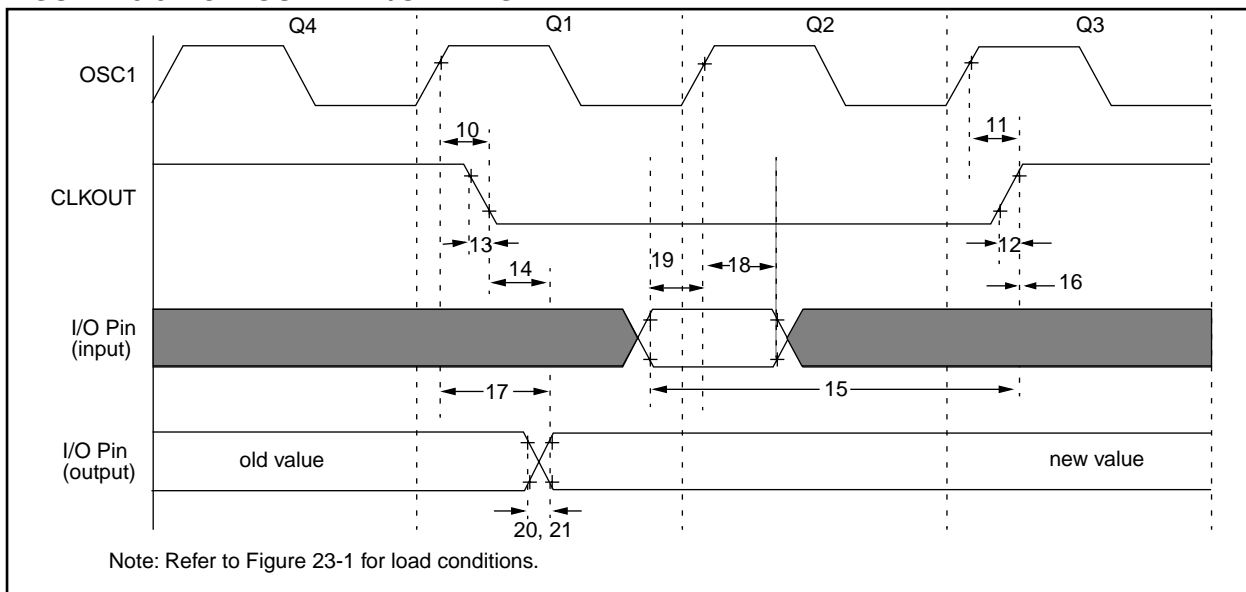 Q4 Q1 Q2 Q3
OSC1
10 11
CLKOUT
13 12
19 18
14 16
I/O Pin
(input)
17 15
I/O Pin
(output)
old value new value
20, 21
Note: Refer to Figure 23-1 for load conditions.